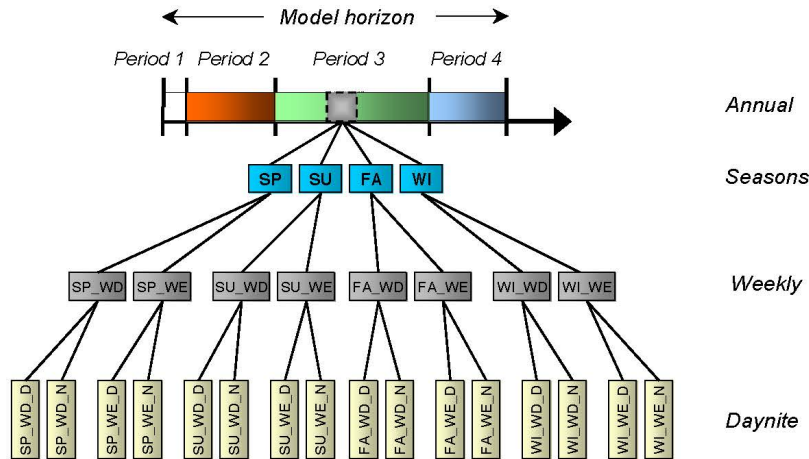 Model horizon
Period 1 Period 2 Period 3 Period 4
Annual
SP SU FA WI
Seasons
SP_WD SP_WE SU_WD SU_WE FA_WD FA_WE WI_WD WI_WE
Weekly
SP_WD_D SP_WD_N SP_WE_D SP_WE_N SU_WD_D SU_WD_N SU_WE_D SU_WE_N FA_WD_D FA_WD_N FA_WE_D FA_WE_N WI_WD_D WI_WD_N WI_WE_D WI_WE_N
Daynite